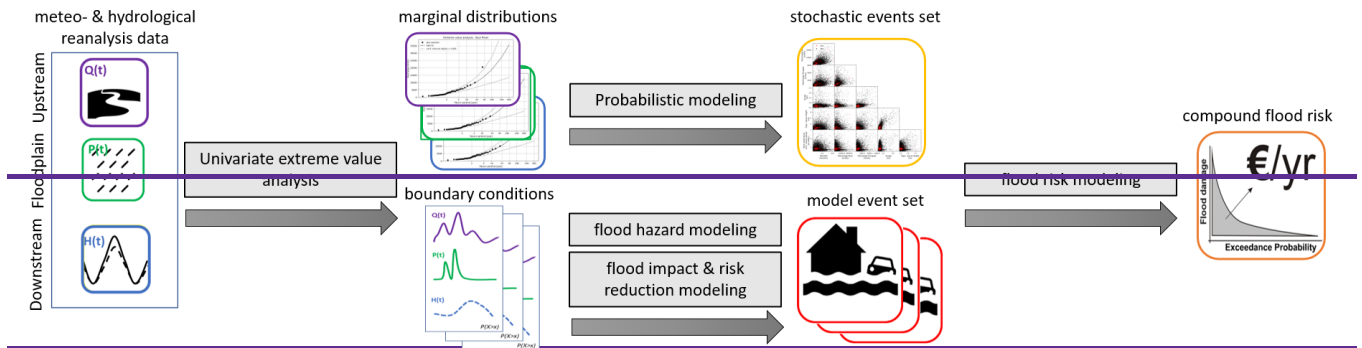 meteo- & hydrological
reanalysis data
Upstream
Floodplain
Downstream
Q(t)
P(t)
H(t)
Univariate extreme value
analysis
marginal distributions
boundary conditions
Q(t)
P(t)
H(t)
P(X>x)
P(X>x)
P(X>x)
Probabilistic modeling
flood hazard modeling
flood impact & risk
reduction modeling
stochastic events set
model event set
flood risk modeling
compound flood risk
€/yr
Flood damage
Exceedance Probability